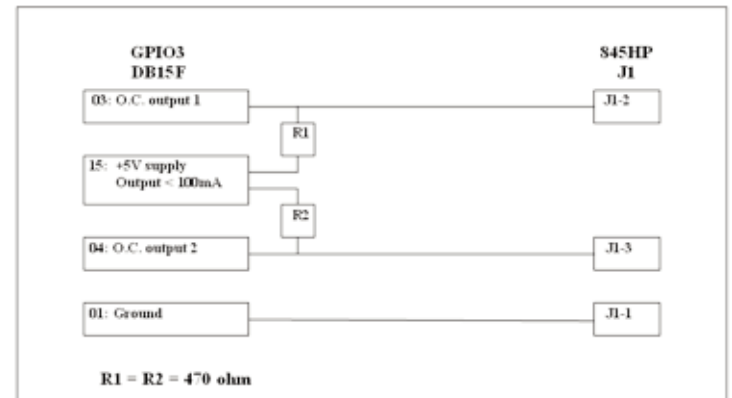 GPIO3
DB15F
845HP
J1
03: O.C. output 1
J1-2
R1
15: +5V supply
Output < 100mA
R2
04: O.C. output 2
J1-3
01: Ground
J1-1
R1 = R2 = 470 ohm